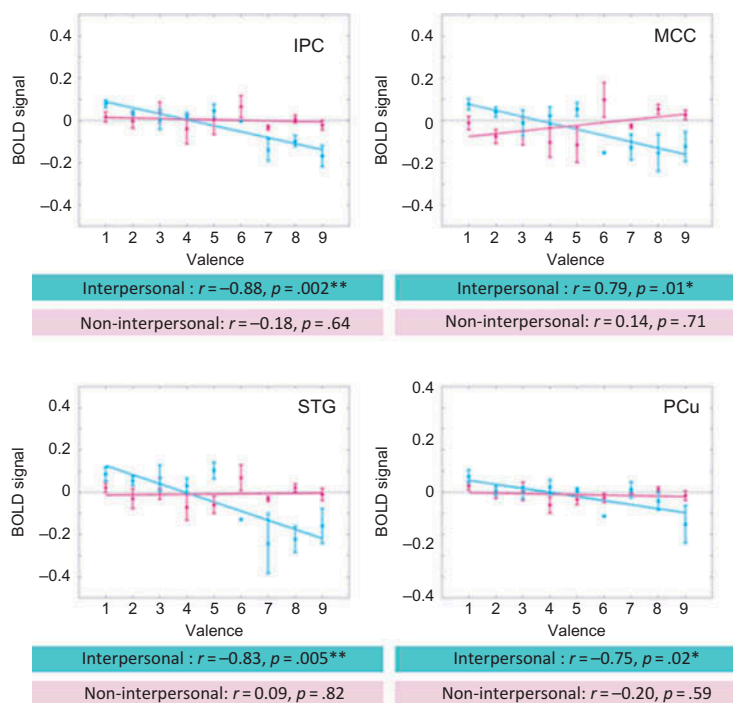 IPC
0.4
0.2
0
–0.2
–0.4
BOLD signal
1 2 3 4 5 6 7 8 9
Valence
Interpersonal : r = –0.88, p = .002**
Non-interpersonal: r = –0.18, p = .64
MCC
0.4
0.2
0
–0.2
–0.4
BOLD signal
1 2 3 4 5 6 7 8 9
Valence
Interpersonal : r = 0.79, p = .01*
Non-interpersonal: r = 0.14, p = .71
STG
0.4
0.2
0
–0.2
–0.4
BOLD signal
1 2 3 4 5 6 7 8 9
Valence
Interpersonal : r = –0.83, p = .005**
Non-interpersonal: r = 0.09, p = .82
PCu
0.4
0.2
0
–0.2
–0.4
BOLD signal
1 2 3 4 5 6 7 8 9
Valence
Interpersonal : r = –0.75, p = .02*
Non-interpersonal: r = –0.20, p = .59